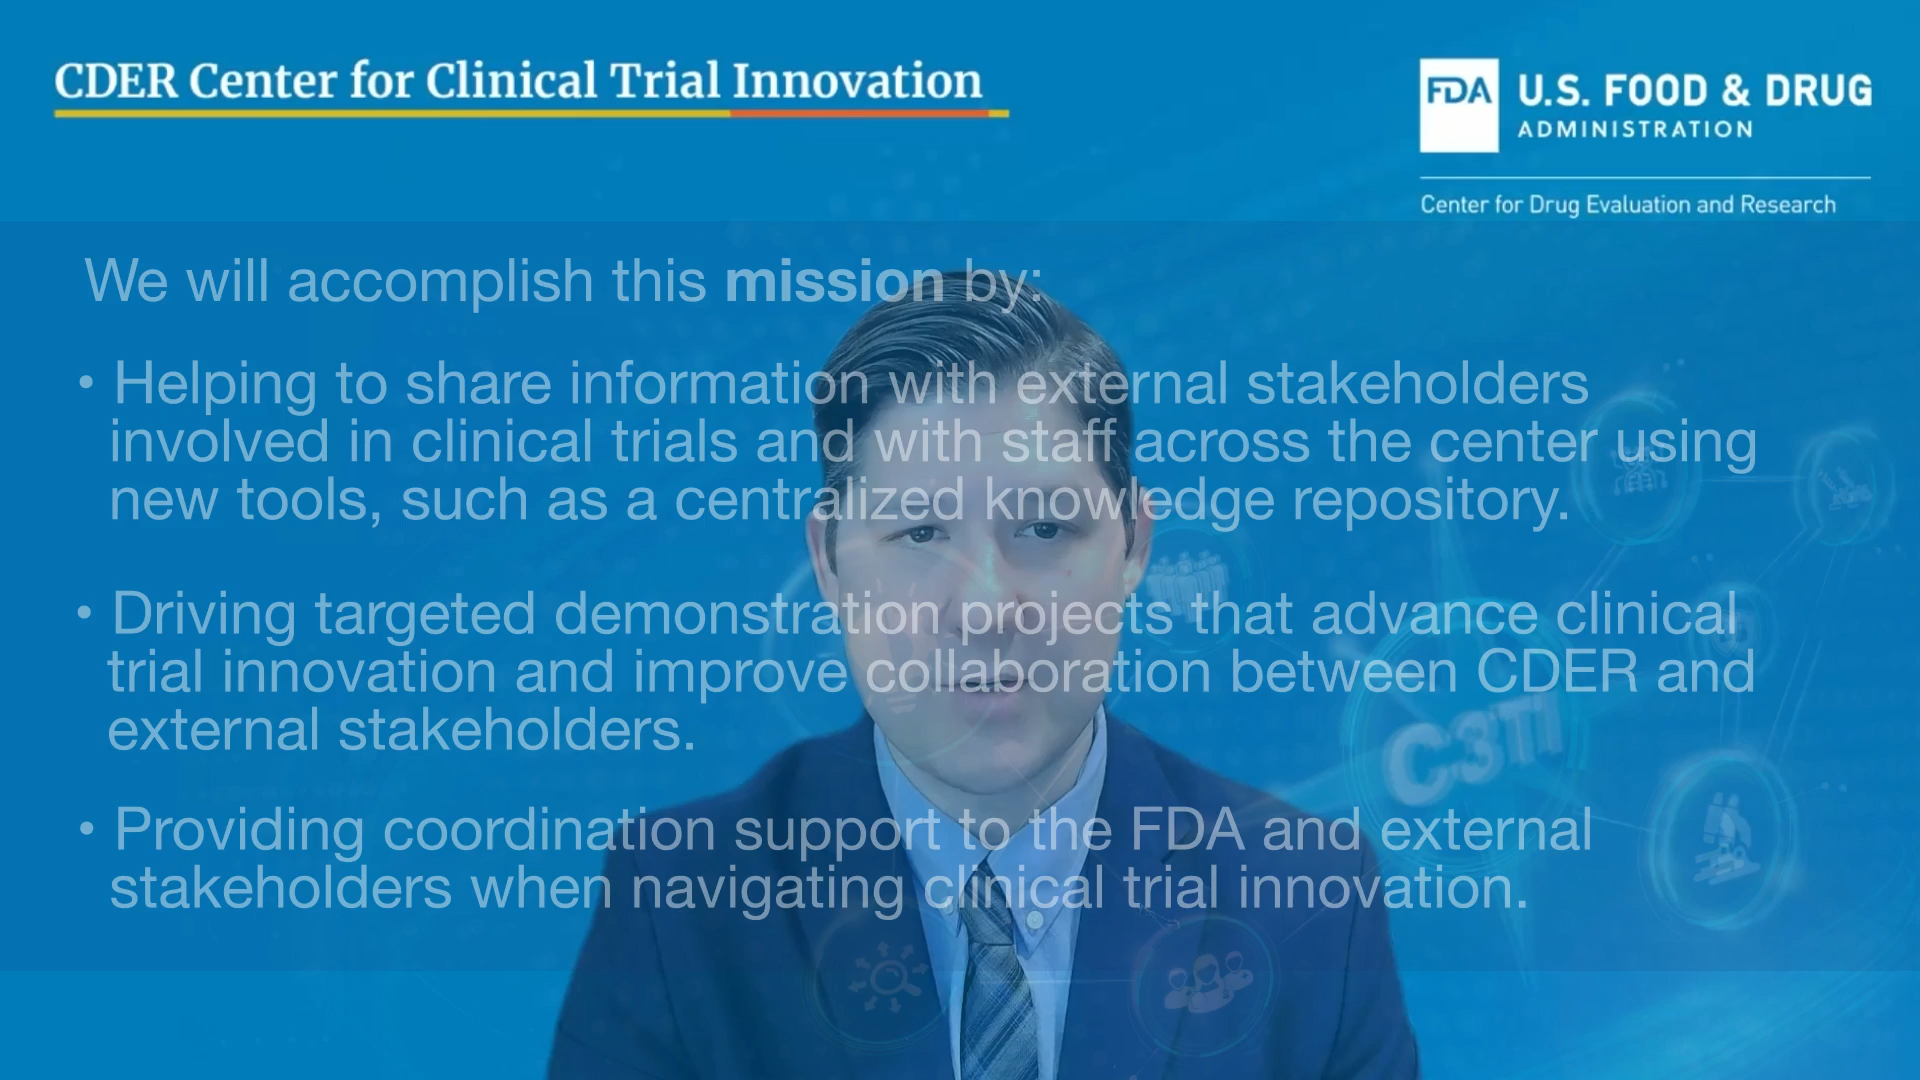 CDER Center for Clinical Trial Innovation
FDA
U.S. FOOD & DRUG
ADMINISTRATION
Center for Drug Evaluation and Research
We will accomplish this mission by:
• Helping to share information with external stakeholders
involved in clinical trials and with staff across the center using
new tools, such as a centralized knowledge repository.
• Driving targeted demonstration projects that advance clinical
trial innovation and improve collaboration between CDER and
external stakeholders.
C3TI
• Providing coordination support to the FDA and external
stakeholders when navigating clinical trial innovation.